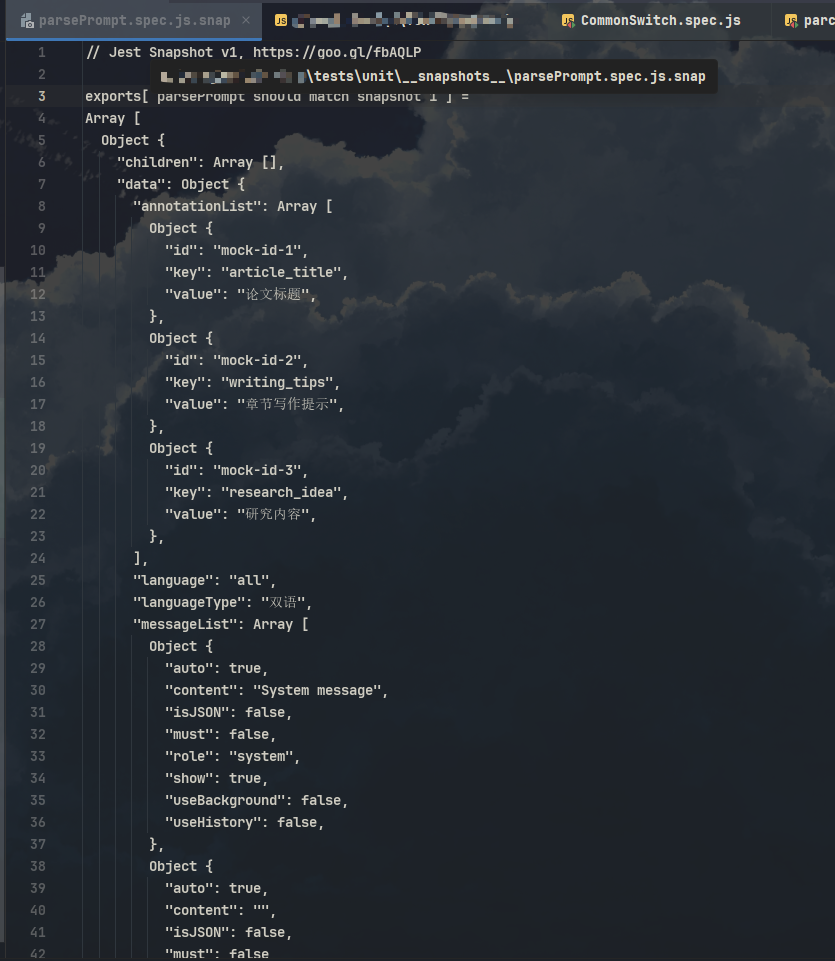 parsePrompt.spec.js.snap
CommonSwitch.spec.js
parc
1 // Jest Snapshot v1, https://goo.gl/fbAQLP
2
\tests\unit\__snapshots__\parsePrompt.spec.js.snap
3 exports[`parsePrompt should match snapshot 1`] = `
4 Array [
5 Object {
6 "children": Array [],
7 "data": Object {
8 "annotationList": Array [
9 Object {
10 "id": "mock-id-1",
11 "key": "article_title",
12 "value": "论文标题",
13 },
14 Object {
15 "id": "mock-id-2",
16 "key": "writing_tips",
17 "value": "章节写作提示",
18 },
19 Object {
20 "id": "mock-id-3",
21 "key": "research_idea",
22 "value": "研究内容",
23 },
24 ],
25 "language": "all",
26 "languageType": "双语",
27 "messageList": Array [
28 Object {
29 "auto": true,
30 "content": "System message",
31 "isJSON": false,
32 "must": false,
33 "role": "system",
34 "show": true,
35 "useBackground": false,
36 "useHistory": false,
37 },
38 Object {
39 "auto": true,
40 "content": "",
41 "isJSON": false,
42 "must": false